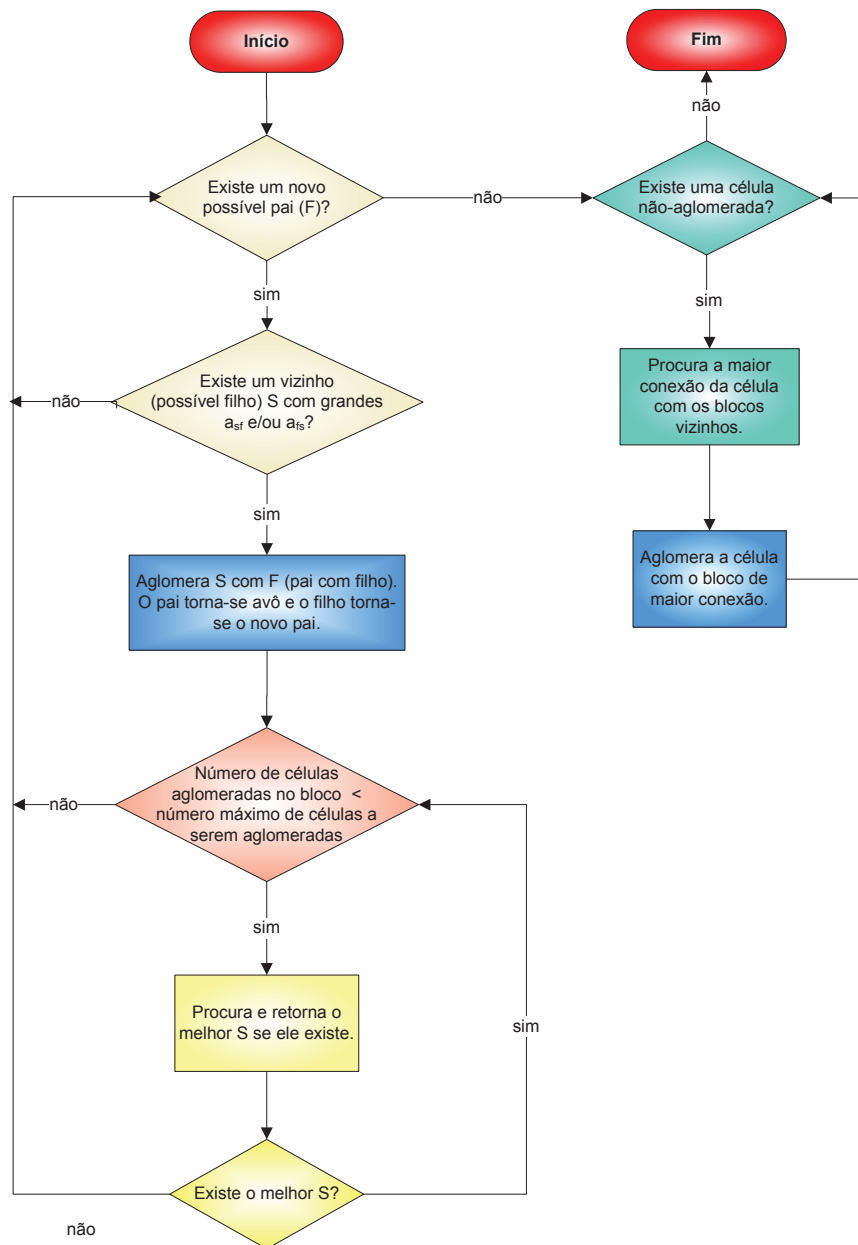 Início
Fim
não
Existe um novo
possível pai (F)?
não
Existe uma célula
não-aglomerada?
sim
sim
Existe um vizinho
(possível filho) S com grandes
asf e/ou afs?
não
Procura a maior
conexão da célula
com os blocos
vizinhos.
sim
Aglomera S com F (pai com filho).
O pai torna-se avô e o filho torna-
se o novo pai.
Aglomera a célula
com o bloco de
maior conexão.
Número de células
aglomeradas no bloco <
número máximo de células a
serem aglomeradas
não
sim
Procura e retorna o
melhor S se ele existe.
sim
Existe o melhor S?
não